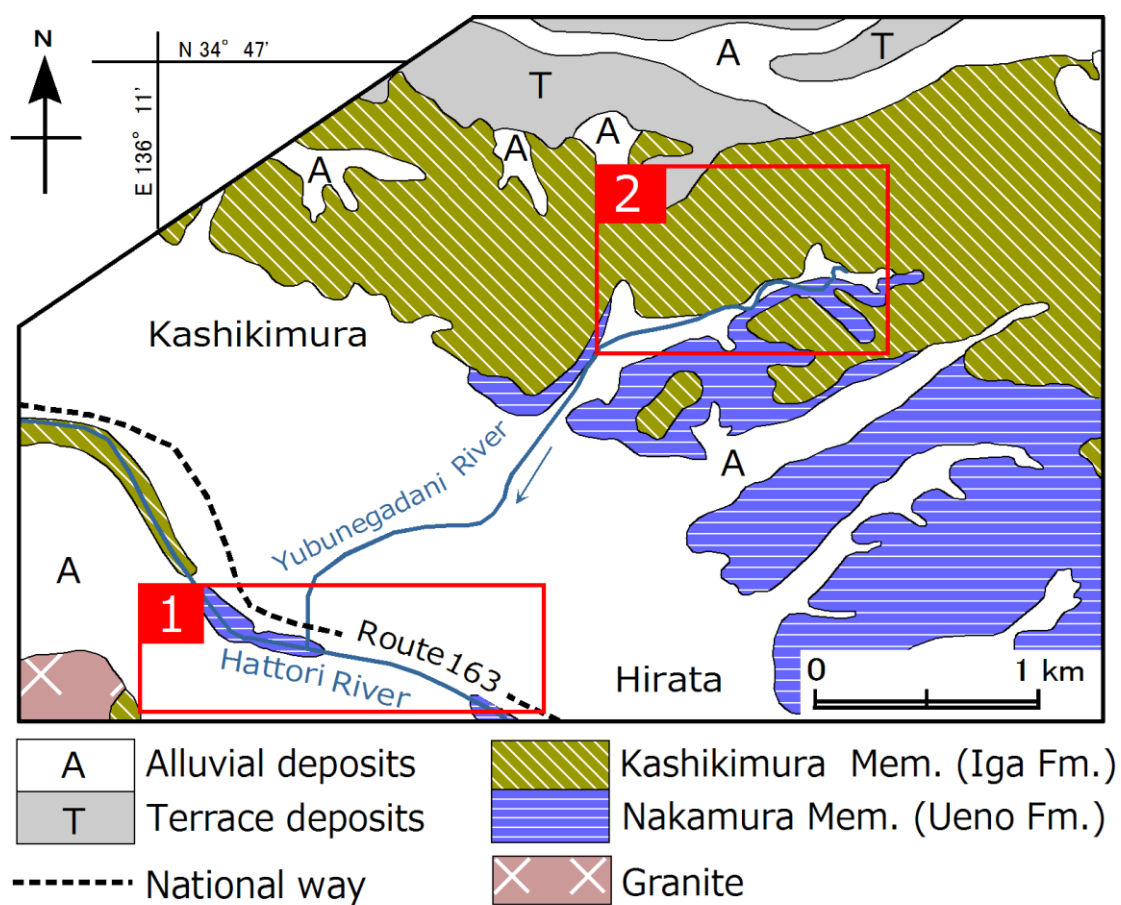 N
N 34° 47'
E 136° 11'
A
T
A
T
A
A
A
2
Kashikimura
Yubunegadani River
A
A
1
Route 163
Hattori River
Hirata
0 1 km
A Alluvial deposits
T Terrace deposits
National way
Kashikimura Mem. (Iga Fm.)
Nakamura Mem. (Ueno Fm.)
Granite